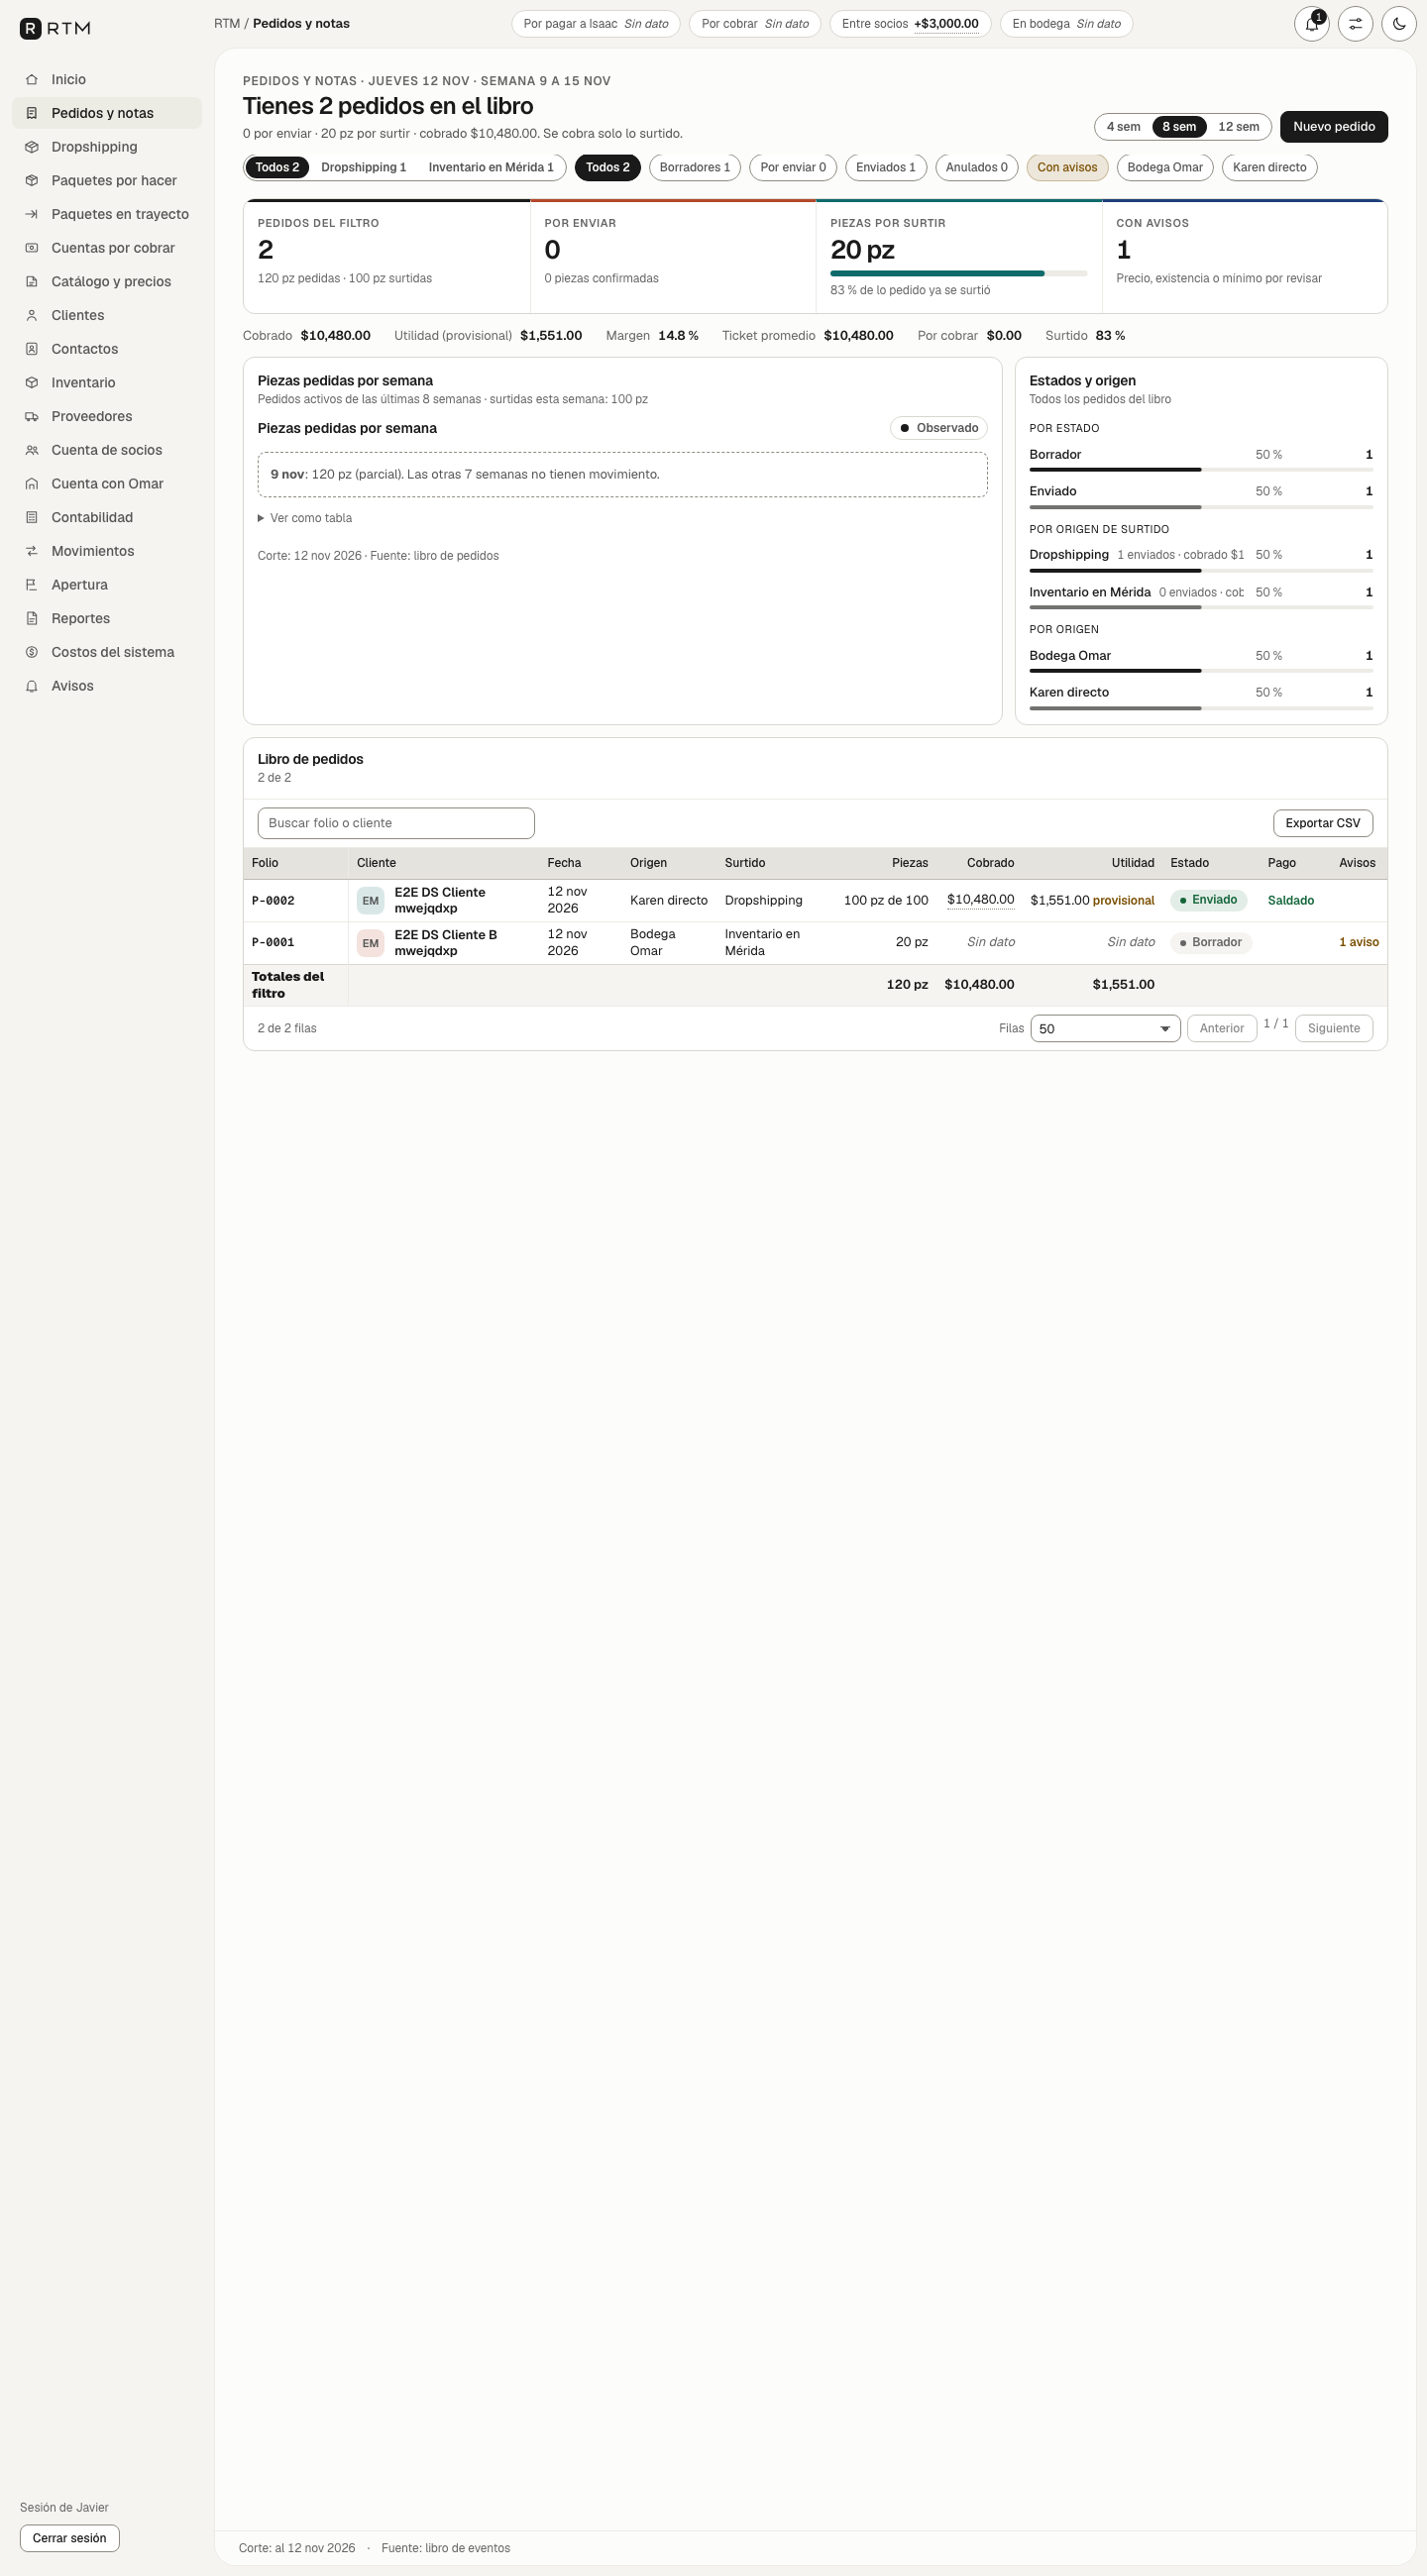 R RTM
RTM / Pedidos y notas
Por pagar a Isaac Sin dato
Por cobrar Sin dato
Entre socios +$3,000.00
En bodega Sin dato
1
Inicio
Pedidos y notas
Dropshipping
Paquetes por hacer
Paquetes en trayecto
Cuentas por cobrar
Catálogo y precios
Clientes
Contactos
Inventario
Proveedores
Cuenta de socios
Cuenta con Omar
Contabilidad
Movimientos
Apertura
Reportes
Costos del sistema
Avisos
Sesión de Javier
Cerrar sesión
PEDIDOS Y NOTAS · JUEVES 12 NOV · SEMANA 9 A 15 NOV
Tienes 2 pedidos en el libro
0 por enviar · 20 pz por surtir · cobrado $10,480.00. Se cobra solo lo surtido.
4 sem 8 sem 12 sem
Nuevo pedido
Todos 2 Dropshipping 1 Inventario en Mérida 1
Todos 2 Borradores 1 Por enviar 0 Enviados 1 Anulados 0 Con avisos Bodega Omar Karen directo
PEDIDOS DEL FILTRO
2
120 pz pedidas · 100 pz surtidas
POR ENVIAR
0
0 piezas confirmadas
PIEZAS POR SURTIR
20 pz
83 % de lo pedido ya se surtió
CON AVISOS
1
Precio, existencia o mínimo por revisar
Cobrado $10,480.00 Utilidad (provisional) $1,551.00 Margen 14.8 % Ticket promedio $10,480.00 Por cobrar $0.00 Surtido 83 %
Piezas pedidas por semana
Pedidos activos de las últimas 8 semanas · surtidas esta semana: 100 pz
Piezas pedidas por semana
Observado
9 nov: 120 pz (parcial). Las otras 7 semanas no tienen movimiento.
Ver como tabla
Corte: 12 nov 2026 · Fuente: libro de pedidos
Estados y origen
Todos los pedidos del libro
POR ESTADO
Borrador 50 % 1
Enviado 50 % 1
POR ORIGEN DE SURTIDO
Dropshipping 1 enviados · cobrado $1 50 % 1
Inventario en Mérida 0 enviados · cob 50 % 1
POR ORIGEN
Bodega Omar 50 % 1
Karen directo 50 % 1
Libro de pedidos
2 de 2
Buscar folio o cliente
Exportar CSV
Folio Cliente Fecha Origen Surtido Piezas Cobrado Utilidad Estado Pago Avisos
P-0002 EM E2E DS Cliente mwejqdxp 12 nov 2026 Karen directo Dropshipping 100 pz de 100 $10,480.00 $1,551.00 provisional Enviado Saldado
P-0001 EM E2E DS Cliente B mwejqdxp 12 nov 2026 Bodega Omar Inventario en Mérida 20 pz Sin dato Sin dato Borrador 1 aviso
Totales del filtro 120 pz $10,480.00 $1,551.00
2 de 2 filas
Filas 50 Anterior 1 / 1 Siguiente
Corte: al 12 nov 2026 · Fuente: libro de eventos